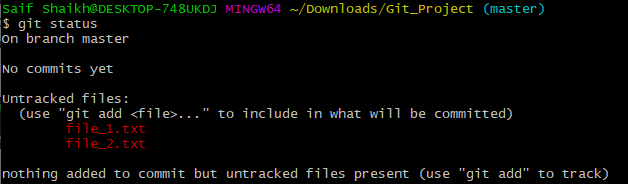 Saif Shaikh@DESKTOP-748UKDJ MINGW64 ~/Downloads/Git_Project (master)
$ git status
On branch master
No commits yet
Untracked files:
(use "git add <file>..." to include in what will be committed)
file_1.txt
file_2.txt
nothing added to commit but untracked files present (use "git add" to track)